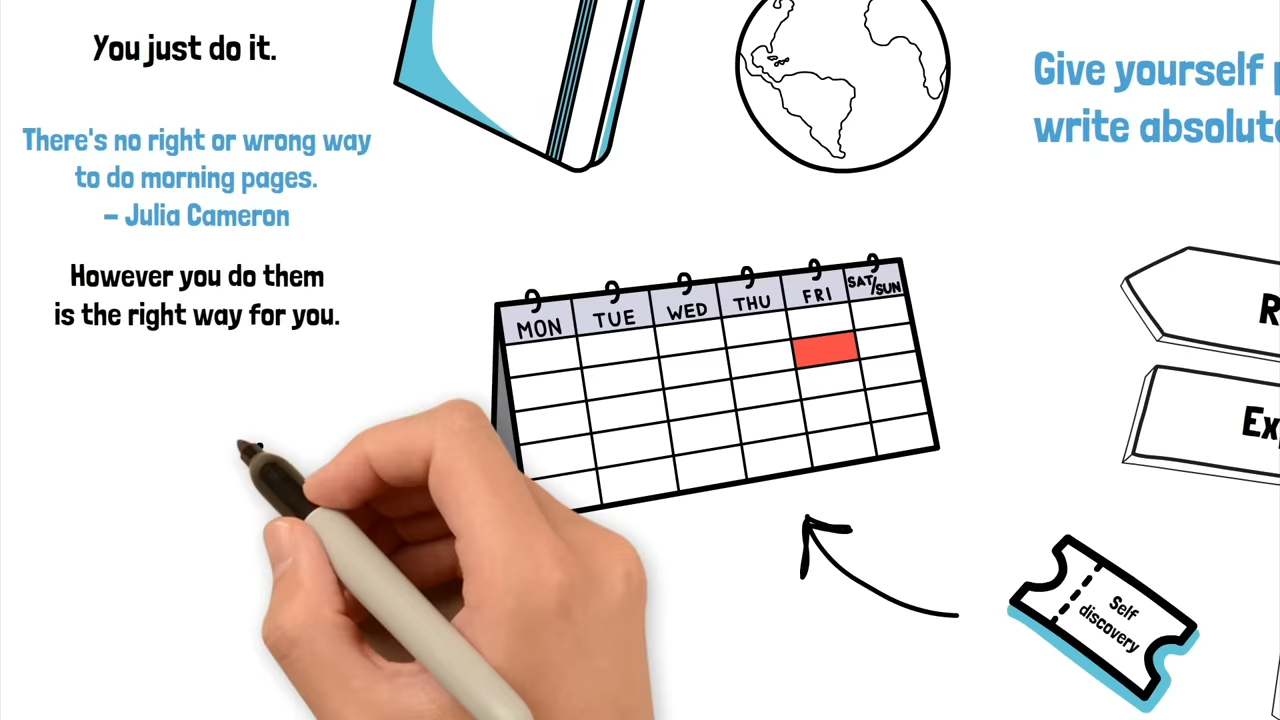 You just do it.
There's no right or wrong way
to do morning pages.
– Julia Cameron
However you do them
is the right way for you.
Give yourself
write
MON TUE WED THU FRI SAT/SUN
Self
discovery